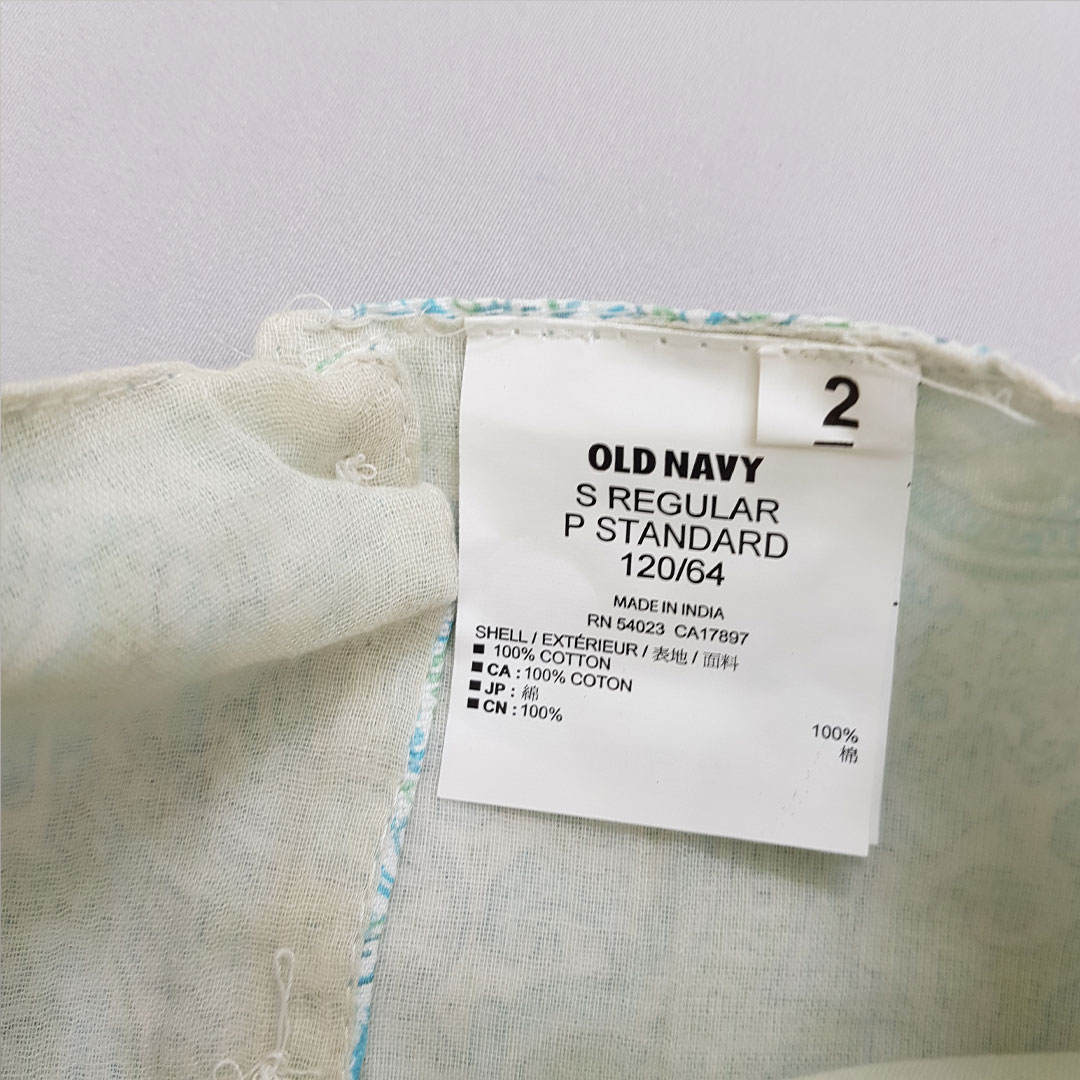 2
OLD NAVY
S REGULAR
P STANDARD
120/64
MADE IN INDIA
RN 54023 CA17897
SHELL / EXTÉRIEUR / 表地 / 面料
■ 100% COTTON
■ CA : 100% COTON
■ JP : 綿 100%
■ CN : 100% 棉